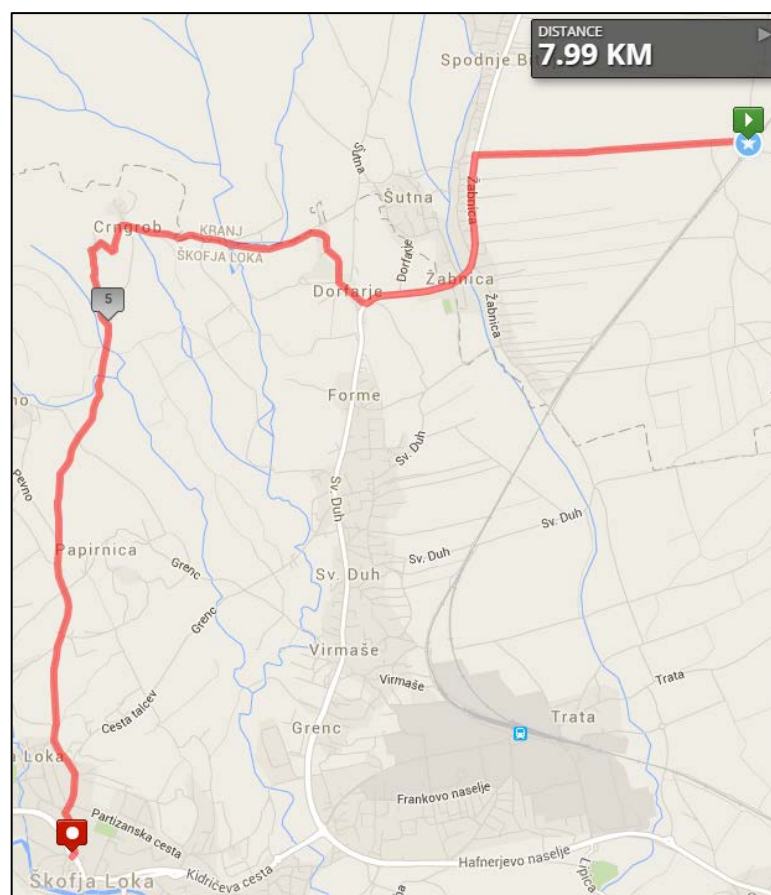 DISTANCE
7.99 KM
Spodnje Bi
Šutna
Šutna
Žabnica
Crngrob
KRANJ
ŠKOFJA LOKA
Dorfarje
Žabnica
Dorfarje
Žabnica
5
Forme
Sv. Duh
Pevno
Sv. Duh
Sv. Duh
Papirnica
Grenc
Sv. Duh
Sv. Duh
Grenc
Virmaše
Virmaše
Trata
Cesta talcev
Grenc
Trata
a Loka
Frankovo naselje
Partizanska cesta
Kidričeva cesta
Hafnerjevo naselje
Škofja Loka